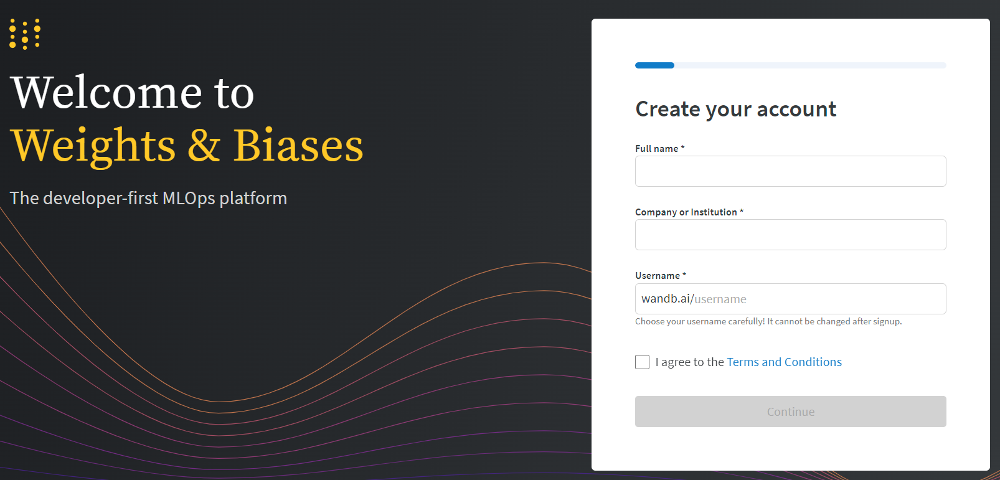 Welcome to
Weights & Biases
The developer-first MLOps platform
Create your account
Full name *
Company or Institution *
Username *
wandb.ai/username
Choose your username carefully! It cannot be changed after signup.
I agree to the Terms and Conditions
Continue